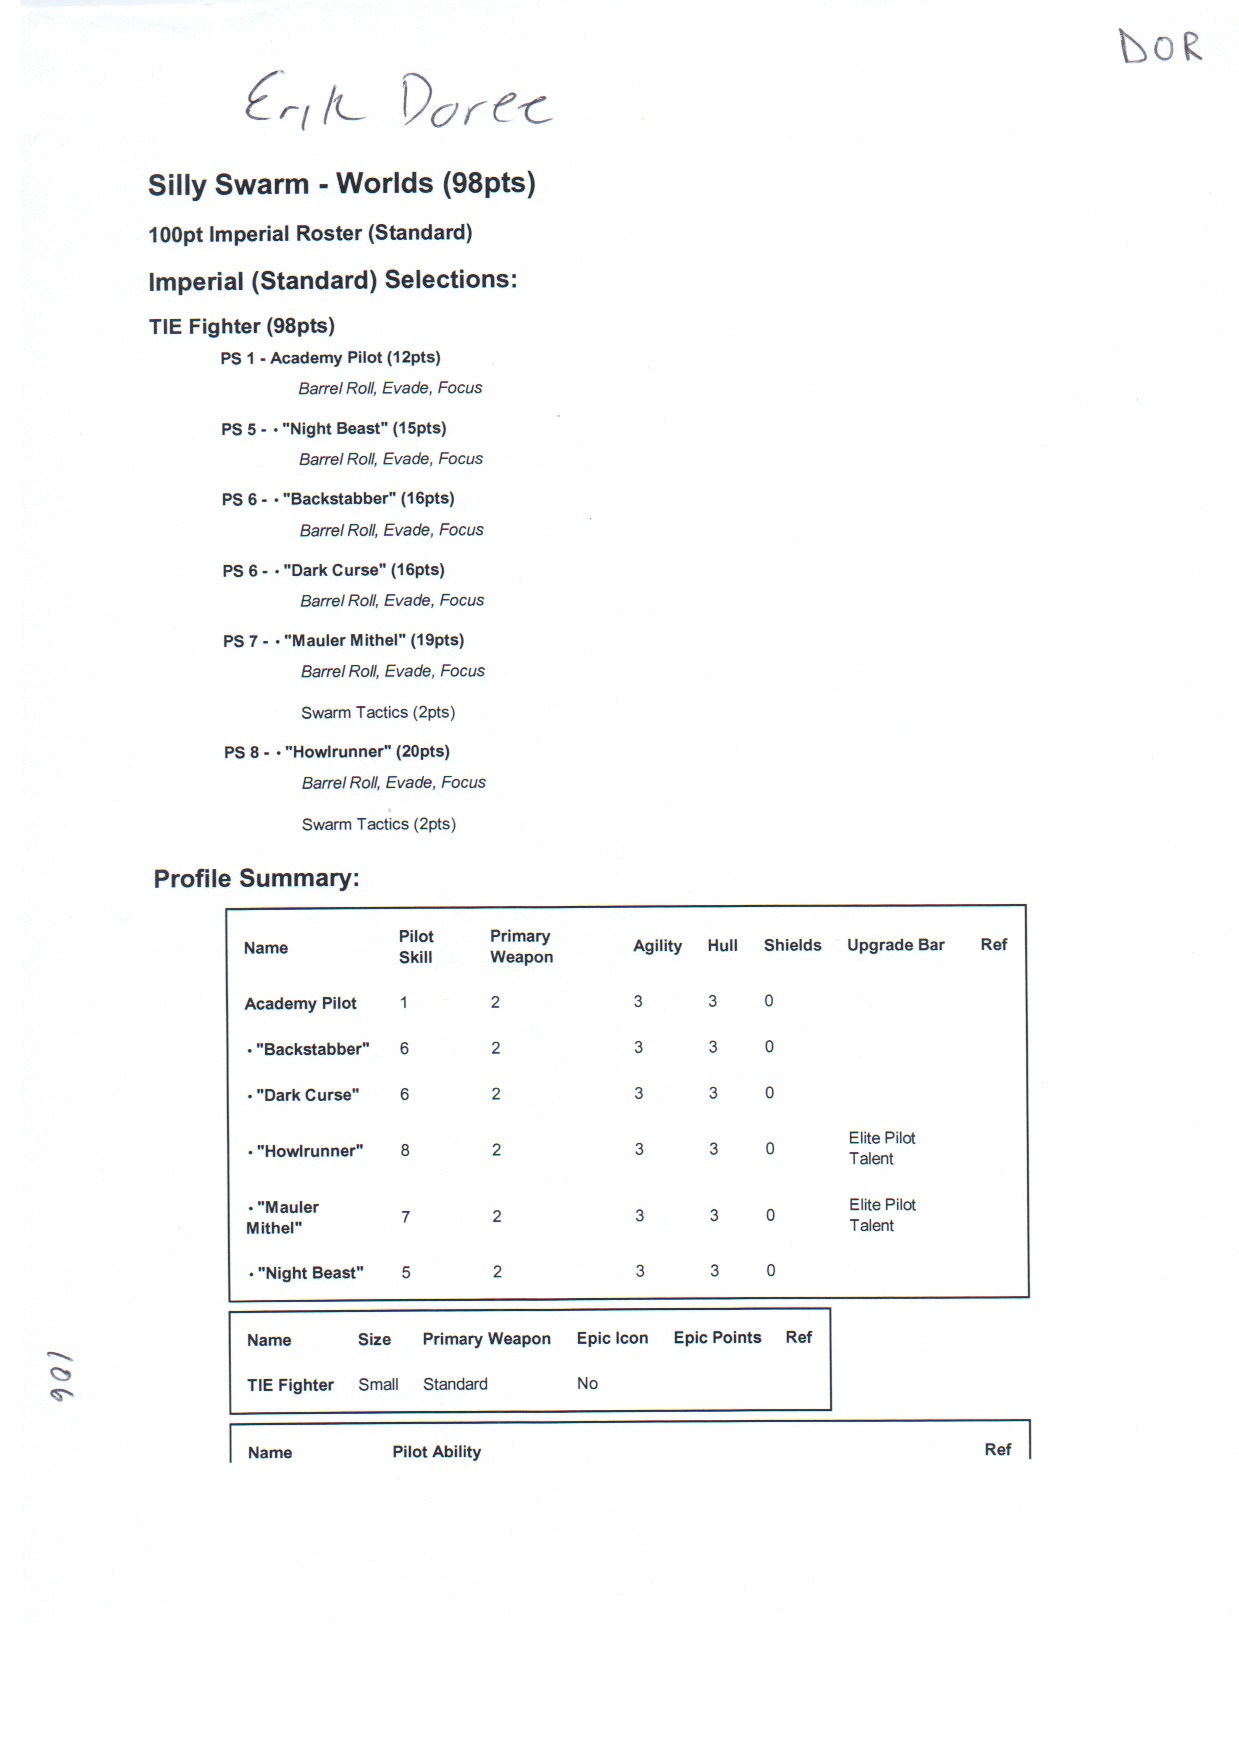 DOR
Erik Doree
Silly Swarm - Worlds (98pts)
100pt Imperial Roster (Standard)
Imperial (Standard) Selections:
TIE Fighter (98pts)
PS 1 - Academy Pilot (12pts)
Barrel Roll, Evade, Focus
PS 5 - • "Night Beast" (15pts)
Barrel Roll, Evade, Focus
PS 6 - • "Backstabber" (16pts)
Barrel Roll, Evade, Focus
PS 6 - • "Dark Curse" (16pts)
Barrel Roll, Evade, Focus
PS 7 - • "Mauler Mithel" (19pts)
Barrel Roll, Evade, Focus
Swarm Tactics (2pts)
PS 8 - • "Howlrunner" (20pts)
Barrel Roll, Evade, Focus
Swarm Tactics (2pts)
Profile Summary:
Name Pilot Skill Primary Weapon Agility Hull Shields Upgrade Bar Ref
Academy Pilot 1 2 3 3 0
• "Backstabber" 6 2 3 3 0
• "Dark Curse" 6 2 3 3 0
• "Howlrunner" 8 2 3 3 0 Elite Pilot Talent
• "Mauler Mithel" 7 2 3 3 0 Elite Pilot Talent
• "Night Beast" 5 2 3 3 0
Name Size Primary Weapon Epic Icon Epic Points Ref
TIE Fighter Small Standard No
106
Name Pilot Ability Ref